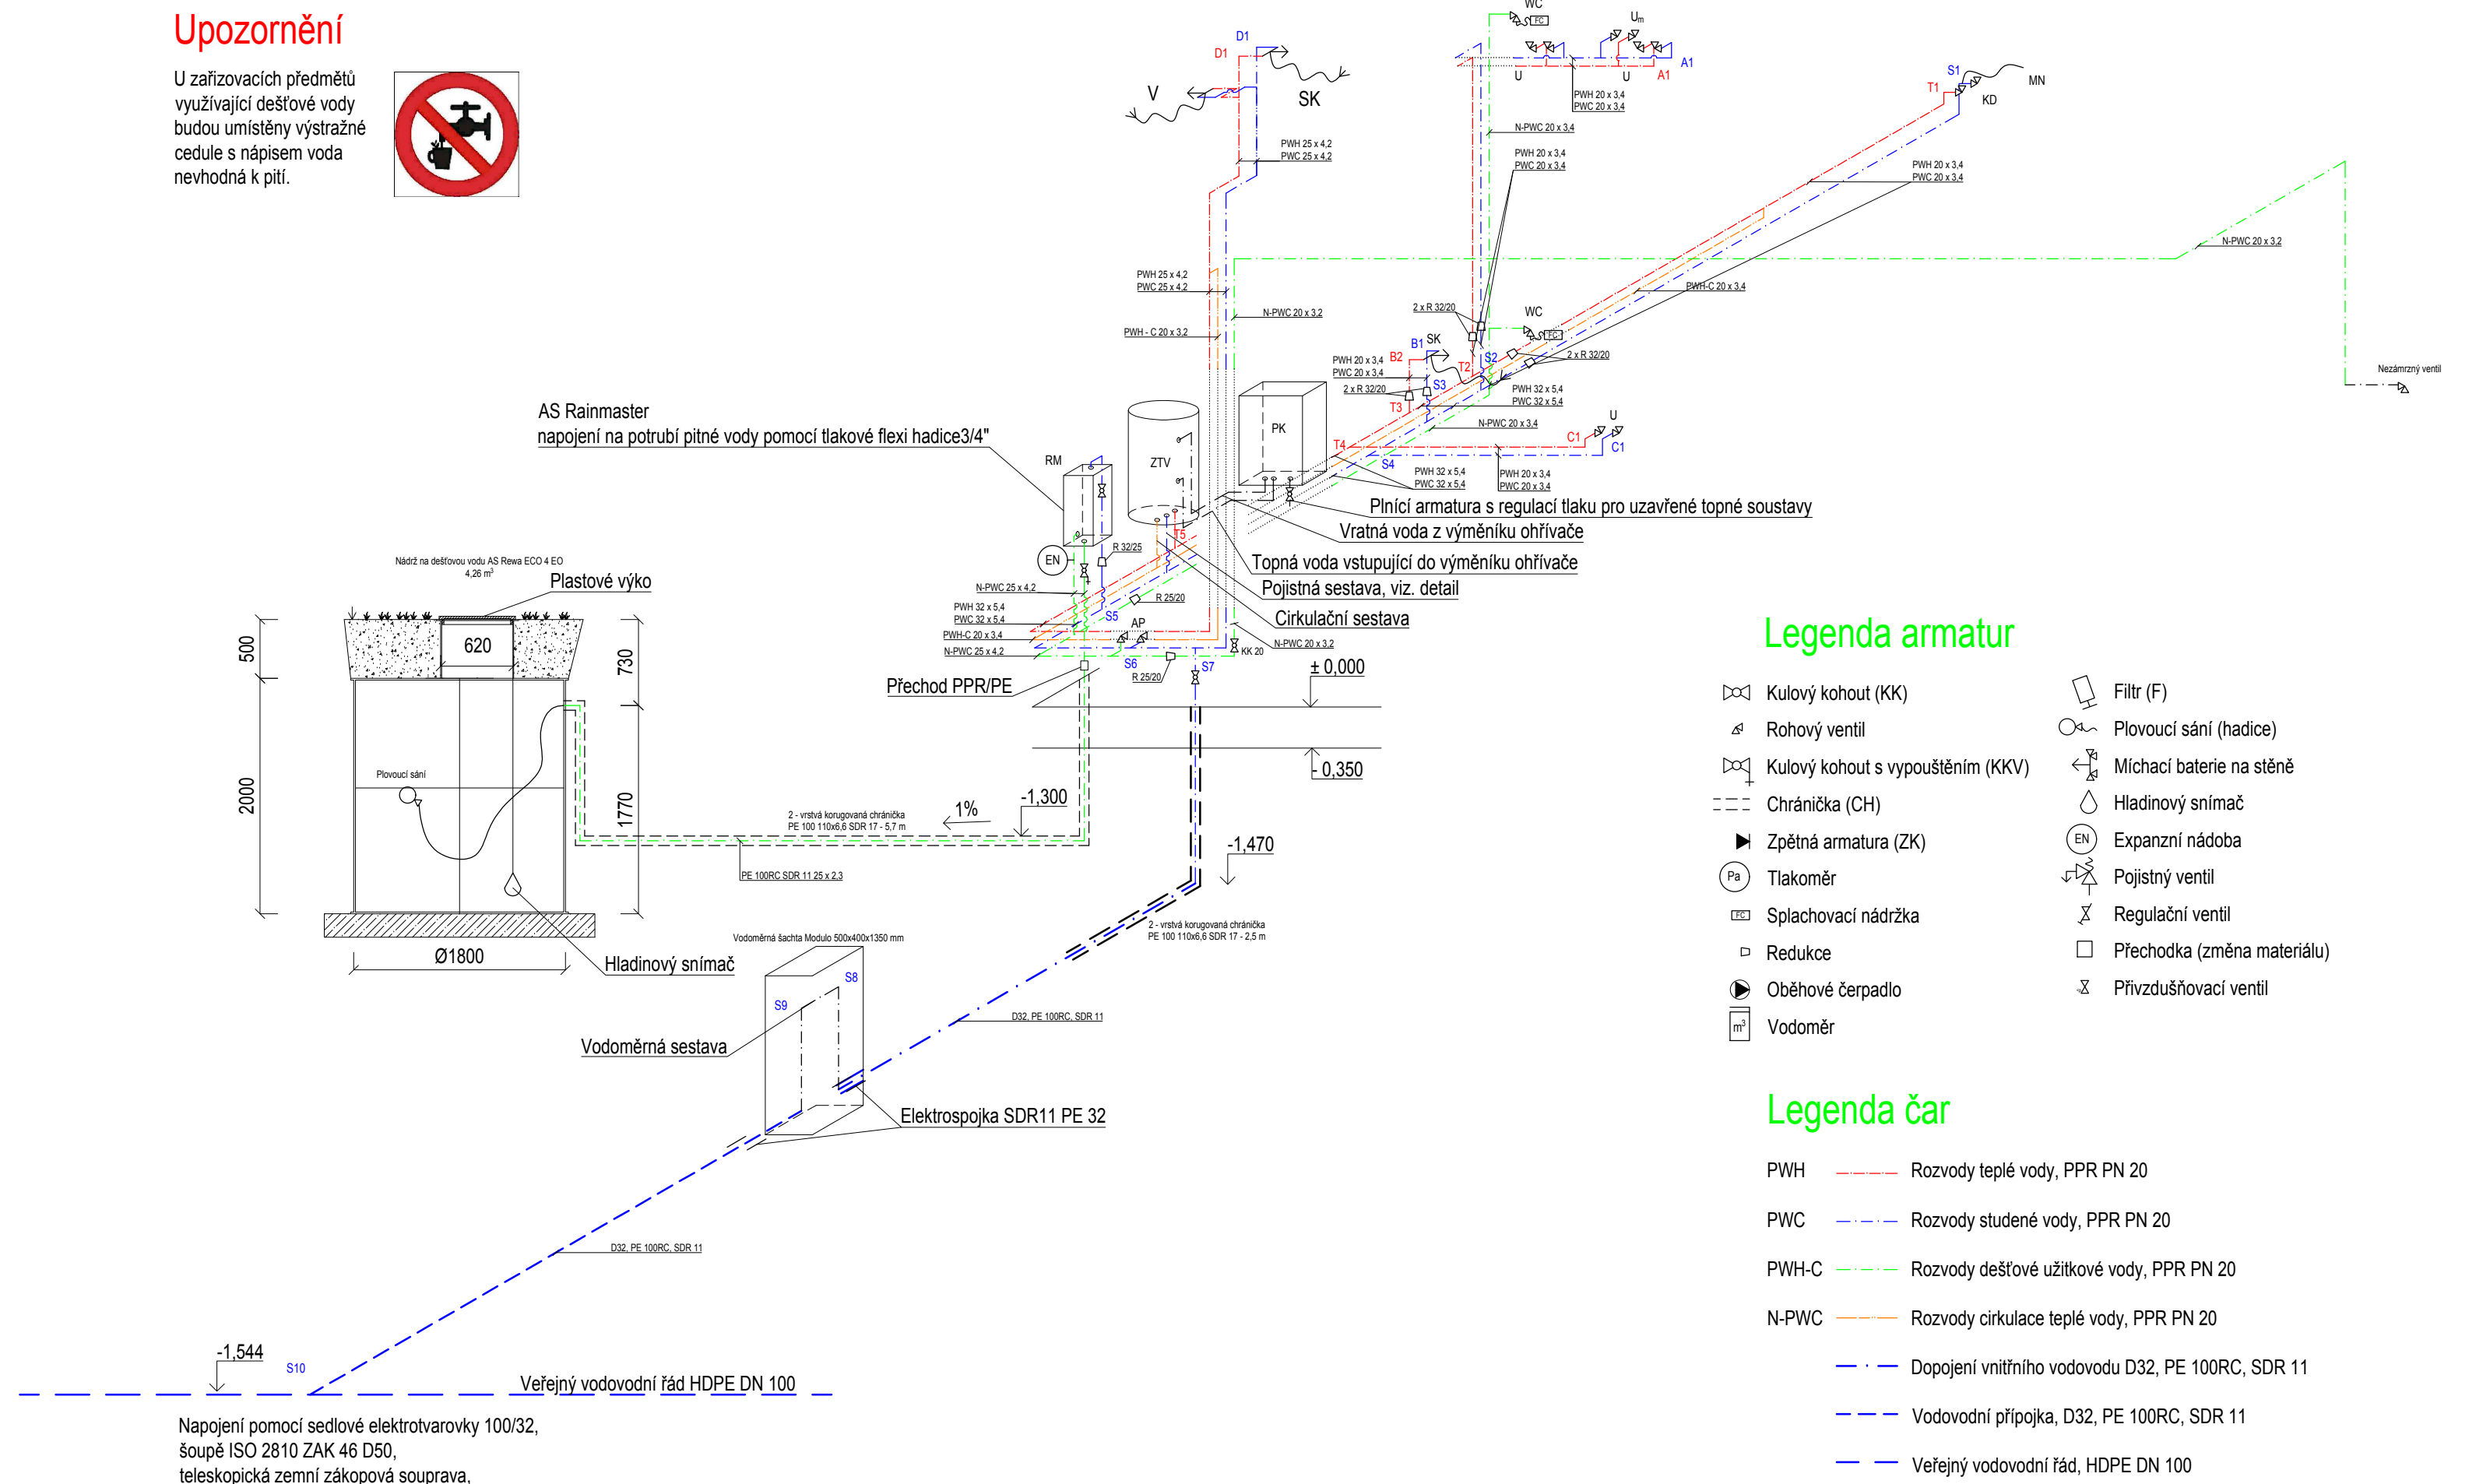 Upozornění
U zařizovacích předmětů
využívající dešťové vody
budou umístěny výstražné
cedule s nápisem voda
nevhodná k pití.
WC
FC
Um
U
U
A1
A1
PWH 20 x 3,4
PWC 20 x 3,4
D1
D1
V
SK
S1
T1
MN
KD
PWH 25 x 4,2
PWC 25 x 4,2
N-PWC 20 x 3,4
PWH 20 x 3,4
PWC 20 x 3,4
PWH 20 x 3,4
PWC 20 x 3,4
N-PWC 20 x 3,2
PWH 25 x 4,2
PWC 25 x 4,2
PWH-C 20 x 3,4
N-PWC 20 x 3,2
PWH - C 20 x 3,2
2 x R 32/20
WC
FC
B1
SK
B2
S2
T2
2 x R 32/20
PWH 20 x 3,4
PWC 20 x 3,4
2 x R 32/20
S3
T3
PWH 32 x 5,4
PWC 32 x 5,4
N-PWC 20 x 3,4
Nezámrzný ventil
U
C1
C1
T4
S4
PWH 32 x 5,4
PWC 32 x 5,4
PWH 20 x 3,4
PWC 20 x 3,4
AS Rainmaster
napojení na potrubí pitné vody pomocí tlakové flexi hadice3/4"
RM
ZTV
PK
Plnící armatura s regulací tlaku pro uzavřené topné soustavy
Vratná voda z výměníku ohřívače
Topná voda vstupující do výměníku ohřívače
Pojistná sestava, viz. detail
Cirkulační sestava
T5
EN
R 32/25
N-PWC 25 x 4,2
R 25/20
PWH 32 x 5,4
PWC 32 x 5,4
S5
AP
PWH-C 20 x 3,4
N-PWC 25 x 4,2
N-PWC 20 x 3,2
KK 20
S6
S7
R 25/20
Přechod PPR/PE
± 0,000
- 0,350
Nádrž na dešťovou vodu AS Rewa ECO 4 EO
4,26 m³
Plastové výko
500
620
730
2000
1770
Plovoucí sání
Ø1800
Hladinový snímač
2 - vrstvá korugovaná chránička
PE 100 110x6,6 SDR 17 - 5,7 m
1%
-1,300
PE 100RC SDR 11 25 x 2,3
-1,470
2 - vrstvá korugovaná chránička
PE 100 110x6,6 SDR 17 - 2,5 m
Vodoměrná šachta Modulo 500x400x1350 mm
S8
S9
Vodoměrná sestava
D32, PE 100RC, SDR 11
Elektrospojka SDR11 PE 32
D32, PE 100RC, SDR 11
-1,544
S10
Veřejný vodovodní řád HDPE DN 100
Napojení pomocí sedlové elektrotvarovky 100/32,
šoupě ISO 2810 ZAK 46 D50,
teleskopická zemní zákopová souprava,
Legenda armatur
Kulový kohout (KK)
Rohový ventil
Kulový kohout s vypouštěním (KKV)
Chránička (CH)
Zpětná armatura (ZK)
Pa Tlakoměr
FC Splachovací nádržka
Redukce
Oběhové čerpadlo
m³ Vodoměr
Filtr (F)
Plovoucí sání (hadice)
Míchací baterie na stěně
Hladinový snímač
EN Expanzní nádoba
Pojistný ventil
Regulační ventil
Přechodka (změna materiálu)
Přivzdušňovací ventil
Legenda čar
PWH Rozvody teplé vody, PPR PN 20
PWC Rozvody studené vody, PPR PN 20
PWH-C Rozvody dešťové užitkové vody, PPR PN 20
N-PWC Rozvody cirkulace teplé vody, PPR PN 20
Dopojení vnitřního vodovodu D32, PE 100RC, SDR 11
Vodovodní přípojka, D32, PE 100RC, SDR 11
Veřejný vodovodní řád, HDPE DN 100